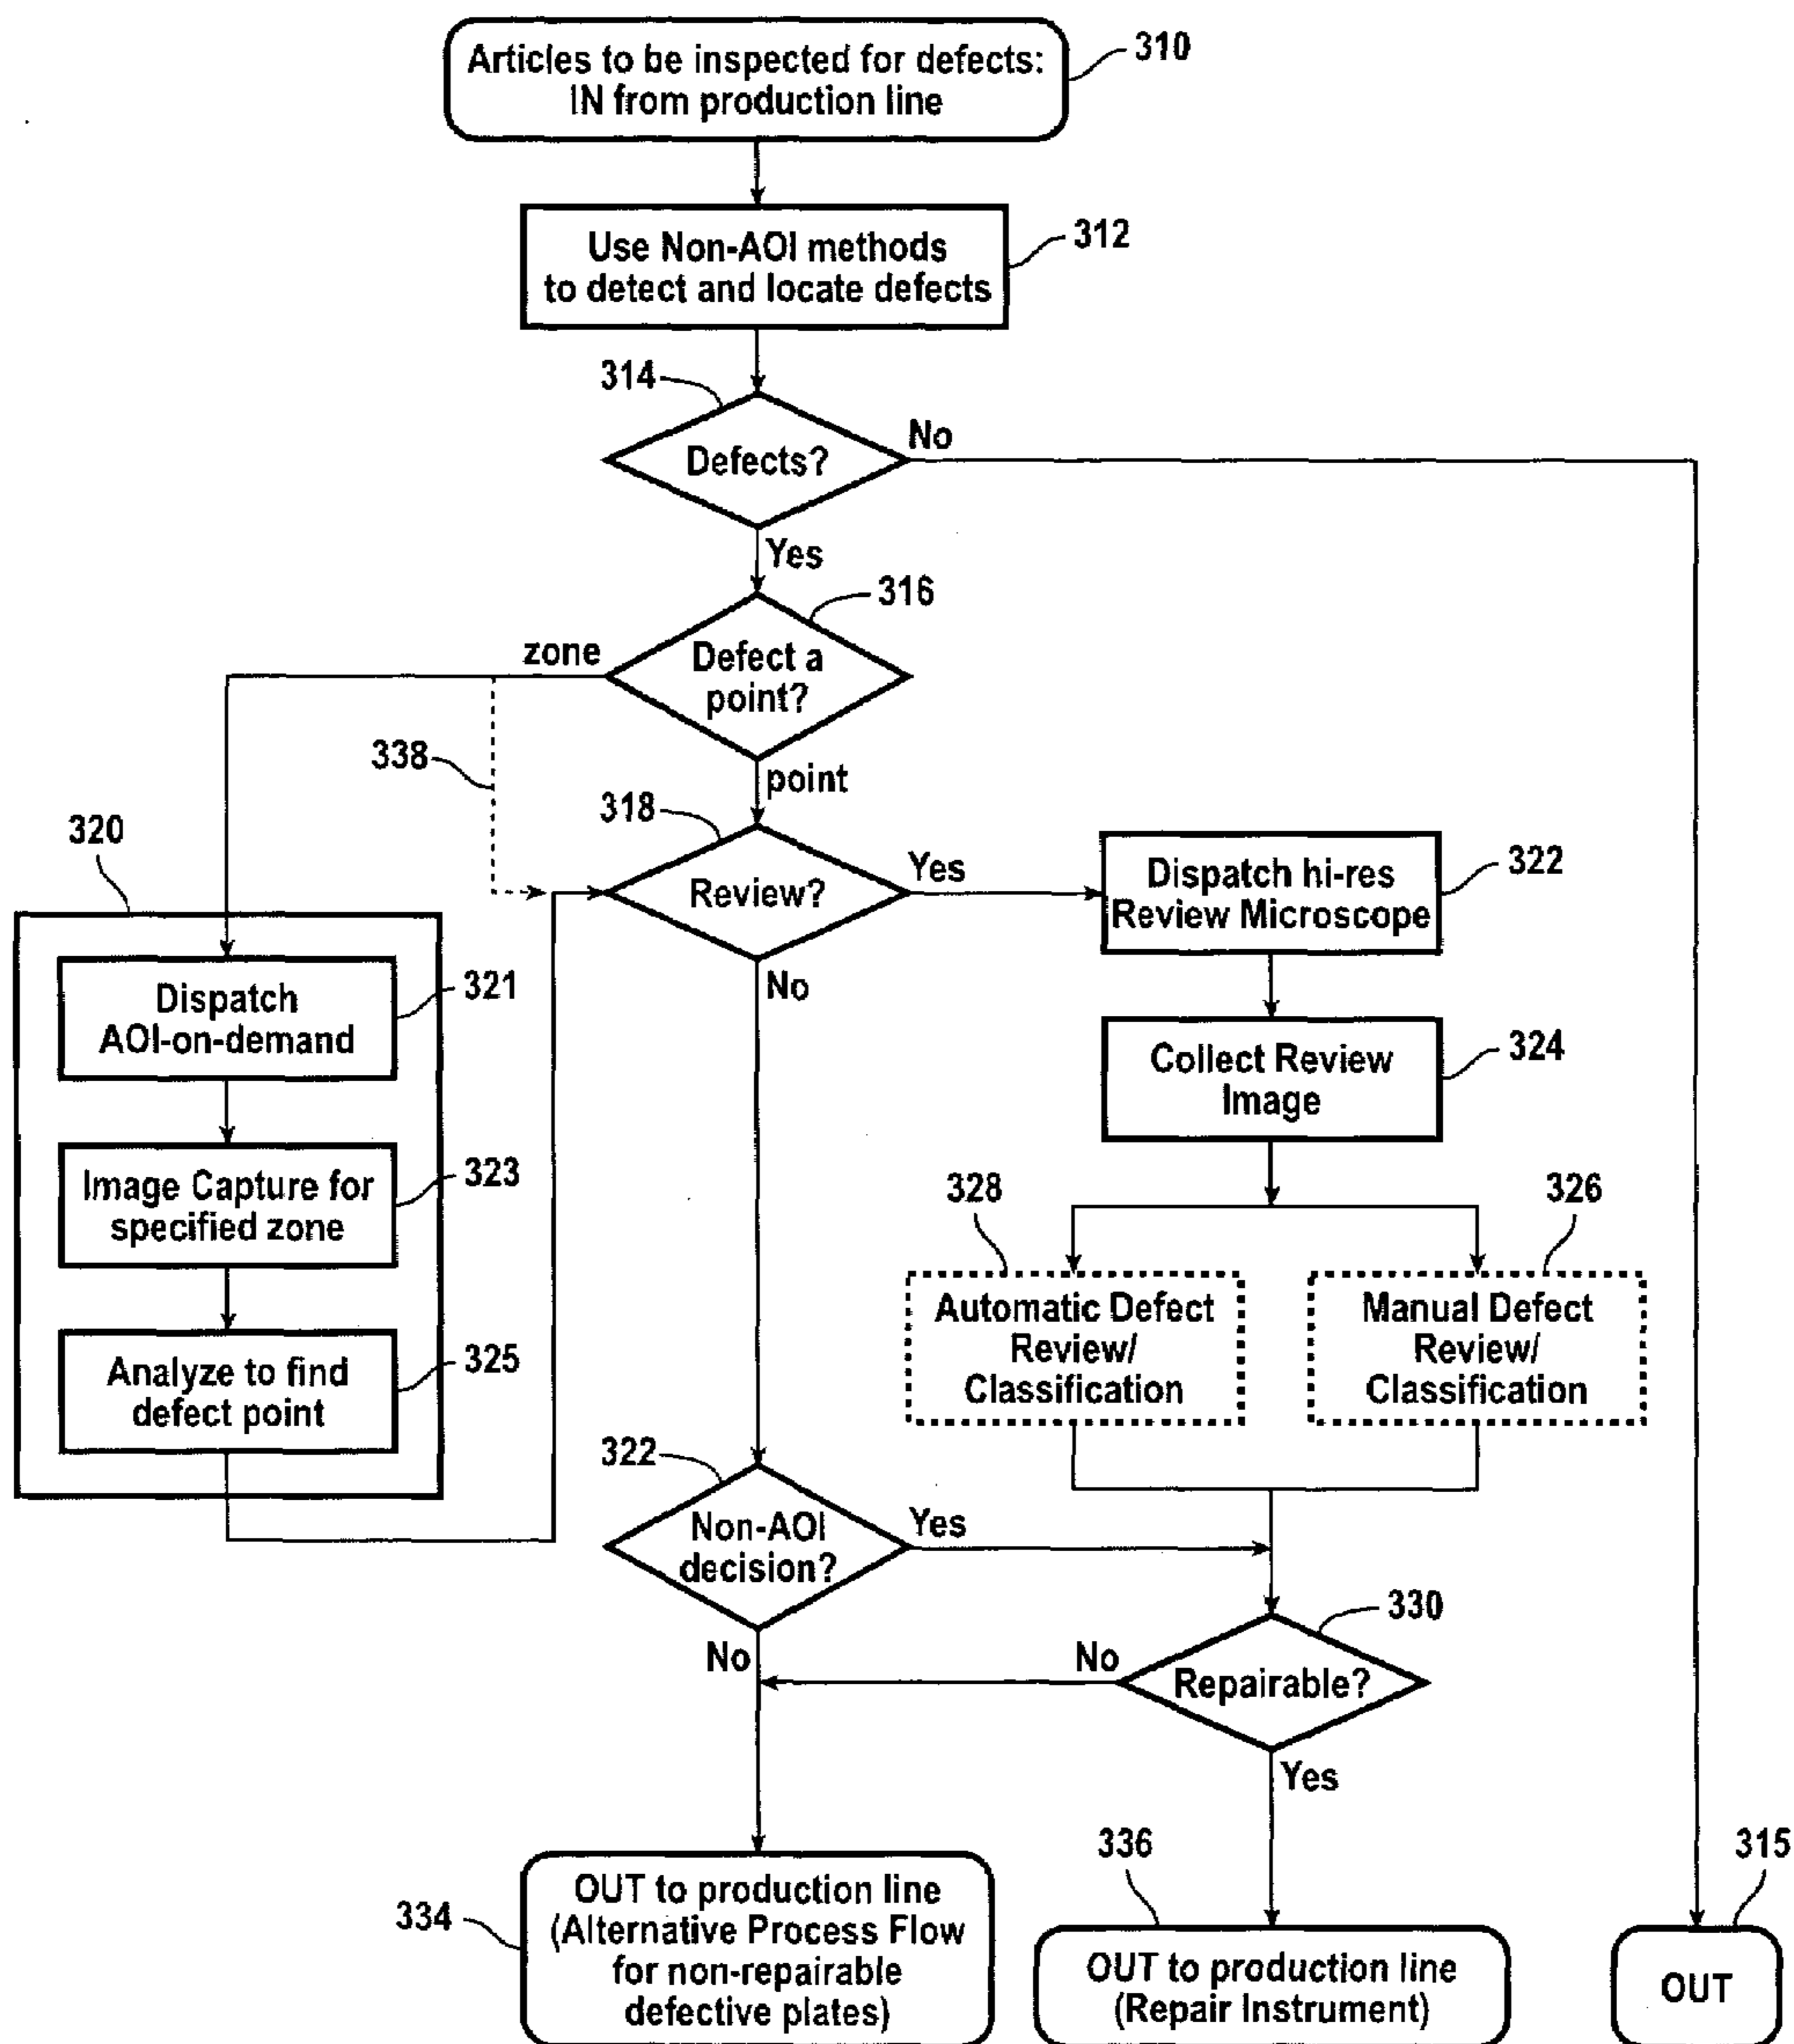 Articles to be inspected for defects:
IN from production line
310
Use Non-AOI methods
to detect and locate defects
312
314
Defects?
No
Yes
316
Defect a
point?
zone
338
point
318
Review?
Yes
No
320
Dispatch
AOI-on-demand
321
Image Capture for
specified zone
323
Analyze to find
defect point
325
Dispatch hi-res
Review Microscope
322
Collect Review
Image
324
328
Automatic Defect
Review/
Classification
326
Manual Defect
Review/
Classification
322
Non-AOI
decision?
Yes
No
330
Repairable?
No
Yes
334
OUT to production line
(Alternative Process Flow
for non-repairable
defective plates)
336
OUT to production line
(Repair Instrument)
315
OUT